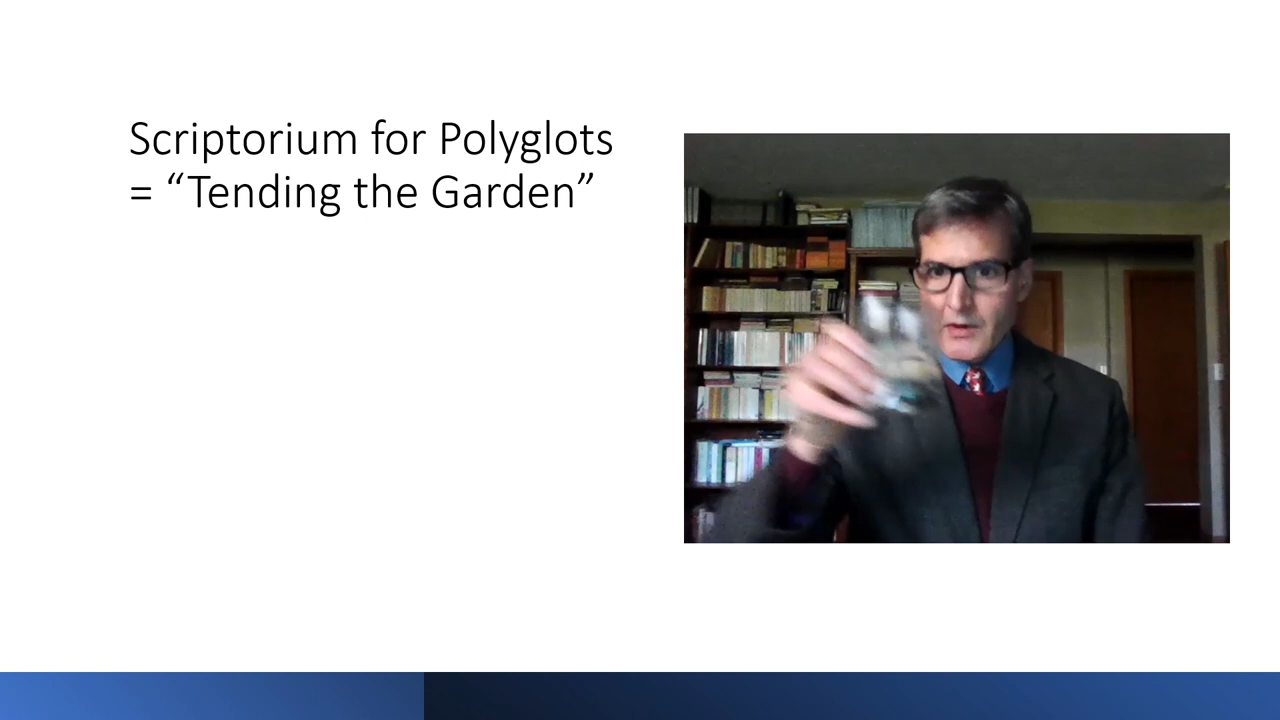 Scriptorium for Polyglots
= “Tending the Garden”